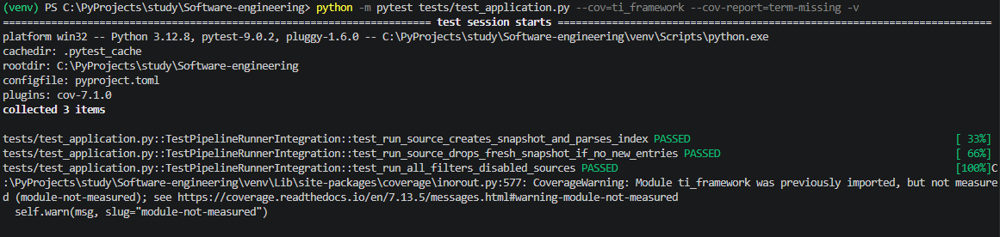 (venv) PS C:\PyProjects\study\Software-engineering> python -m pytest tests/test_application.py --cov=ti_framework --cov-report=term-missing -v
============================================================== test session starts ==============================================================
platform win32 -- Python 3.12.8, pytest-9.0.2, pluggy-1.6.0 -- C:\PyProjects\study\Software-engineering\venv\Scripts\python.exe
cachedir: .pytest_cache
rootdir: C:\PyProjects\study\Software-engineering
configfile: pyproject.toml
plugins: cov-7.1.0
collected 3 items
tests/test_application.py::TestPipelineRunnerIntegration::test_run_source_creates_snapshot_and_parses_index PASSED [ 33%]
tests/test_application.py::TestPipelineRunnerIntegration::test_run_source_drops_fresh_snapshot_if_no_new_entries PASSED [ 66%]
tests/test_application.py::TestPipelineRunnerIntegration::test_run_all_filters_disabled_sources PASSED [100%]C
:\PyProjects\study\Software-engineering\venv\Lib\site-packages\coverage\inorout.py:577: CoverageWarning: Module ti_framework was previously imported, but not measure
d (module-not-measured); see https://coverage.readthedocs.io/en/7.13.5/messages.html#warning-module-not-measured
self.warn(msg, slug="module-not-measured")